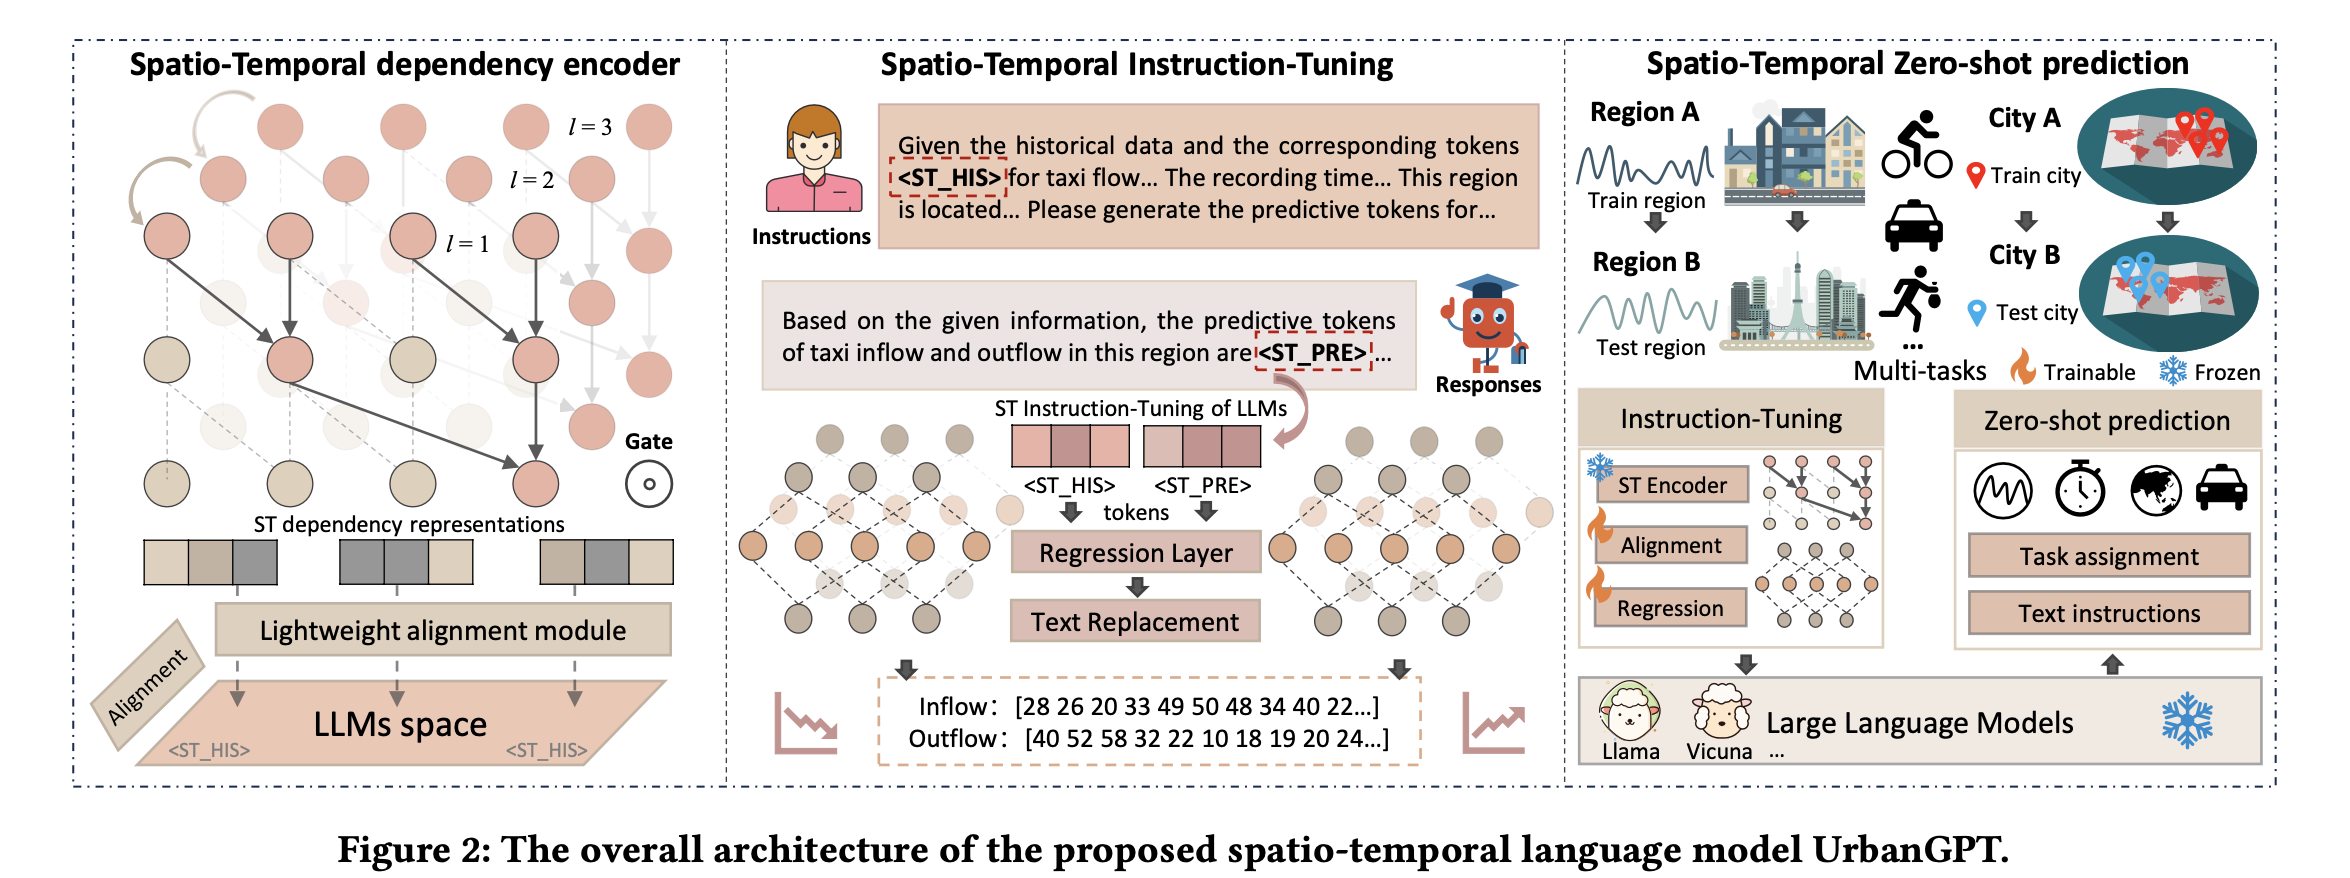 Spatio-Temporal dependency encoder
l = 3
l = 2
l = 1
Gate
ST dependency representations
Lightweight alignment module
Alignment
LLMs space
<ST_HIS>
<ST_HIS>
Spatio-Temporal Instruction-Tuning
Instructions
Given the historical data and the corresponding tokens
<ST_HIS> for taxi flow... The recording time... This region
is located... Please generate the predictive tokens for...
Based on the given information, the predictive tokens
of taxi inflow and outflow in this region are <ST_PRE> ...
Responses
ST Instruction-Tuning of LLMs
<ST_HIS>
<ST_PRE>
tokens
Regression Layer
Text Replacement
Inflow: [28 26 20 33 49 50 48 34 40 22...]
Outflow: [40 52 58 32 22 10 18 19 20 24...]
Spatio-Temporal Zero-shot prediction
Region A
Train region
Region B
Test region
City A
Train city
City B
Test city
...
Multi-tasks
Trainable
Frozen
Instruction-Tuning
ST Encoder
Alignment
Regression
Zero-shot prediction
Task assignment
Text instructions
Llama
Vicuna
...
Large Language Models
Figure 2: The overall architecture of the proposed spatio-temporal language model UrbanGPT.